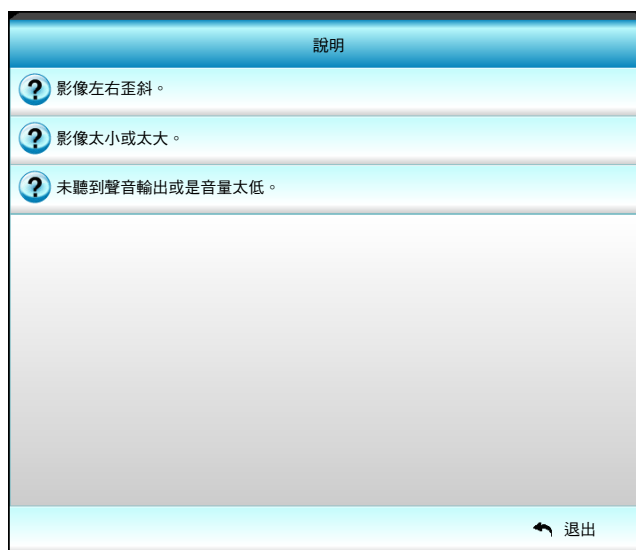 說明
影像左右歪斜。
影像太小或太大。
未聽到聲音輸出或是音量太低。
退出